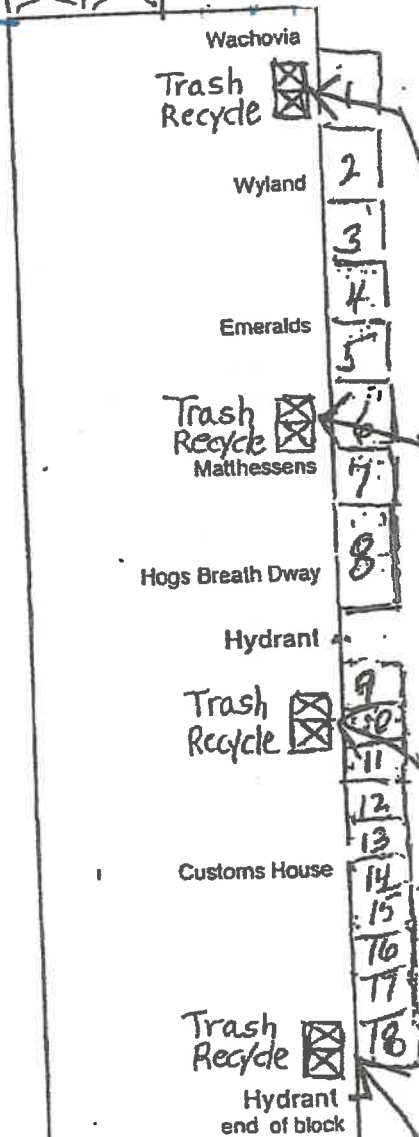 Wachovia
Trash
Recycle
1
2
Wyland
3
4
Emeralds
5
Trash
Recycle
6
Matthessens
7
8
Hogs Breath Dway
Hydrant
9
Trash
Recycle
10
11
12
13
Customs House
14
15
16
17
18
Trash
Recycle
Hydrant
end of block